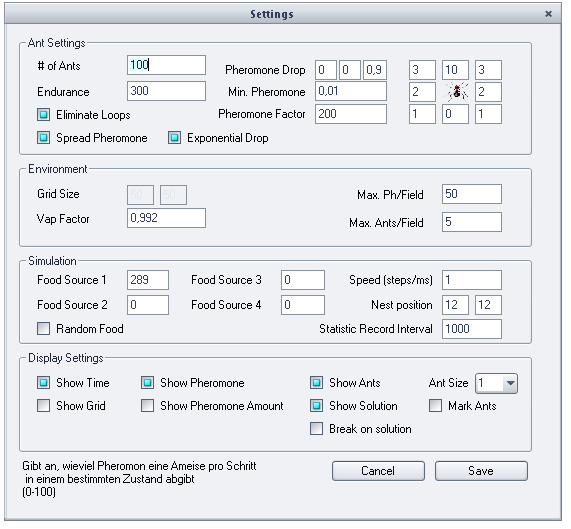 Settings
Ant Settings
# of Ants 100 Pheromone Drop 0 0 0,9 3 10 3
Endurance 300 Min. Pheromone 0,01 2 2
Eliminate Loops Pheromone Factor 200 1 0 1
Spread Pheromone Exponential Drop
Environment
Grid Size 50 50 Max. Ph/Field 50
Vap Factor 0,992 Max. Ants/Field 5
Simulation
Food Source 1 289 Food Source 3 0 Speed (steps/ms) 1
Food Source 2 0 Food Source 4 0 Nest position 12 12
Random Food Statistic Record Interval 1000
Display Settings
Show Time Show Pheromone Show Ants Ant Size 1
Show Grid Show Pheromone Amount Show Solution Mark Ants
Break on solution
Gibt an, wieviel Pheromon eine Ameise pro Schritt
in einem bestimmten Zustand abgibt
(0-100)
Cancel Save